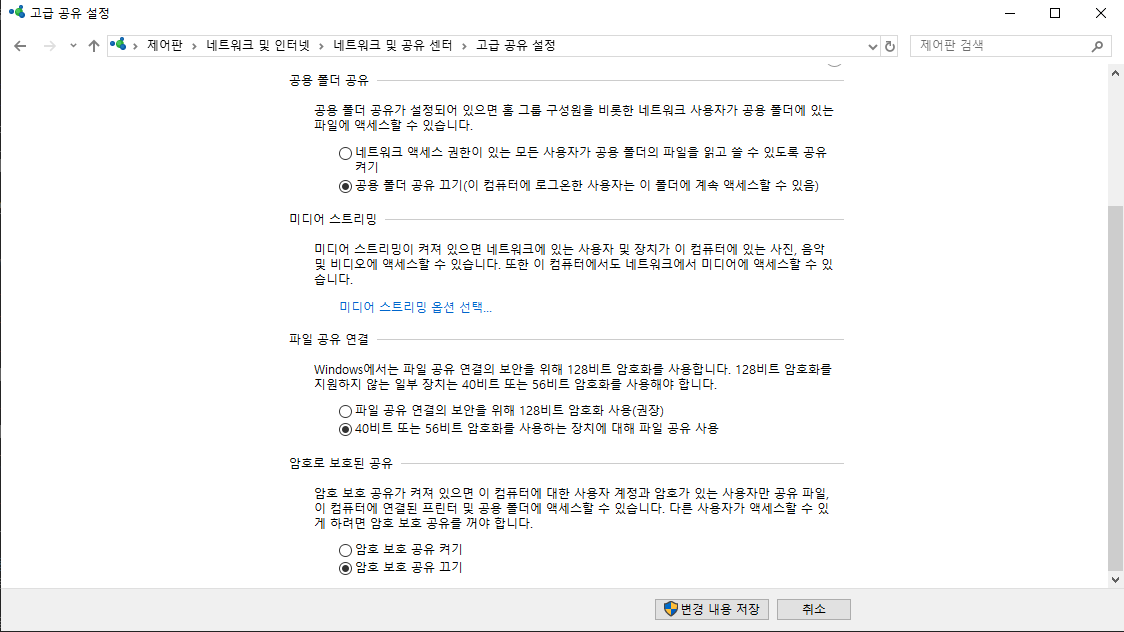 고급 공유 설정
제어판 › 네트워크 및 인터넷 › 네트워크 및 공유 센터 › 고급 공유 설정
제어판 검색
공용 폴더 공유
공용 폴더 공유가 설정되어 있으면 홈 그룹 구성원을 비롯한 네트워크 사용자가 공용 폴더에 있는
파일에 액세스할 수 있습니다.
네트워크 액세스 권한이 있는 모든 사용자가 공용 폴더의 파일을 읽고 쓸 수 있도록 공유
켜기
공용 폴더 공유 끄기(이 컴퓨터에 로그온한 사용자는 이 폴더에 계속 액세스할 수 있음)
미디어 스트리밍
미디어 스트리밍이 켜져 있으면 네트워크에 있는 사용자 및 장치가 이 컴퓨터에 있는 사진, 음악
및 비디오에 액세스할 수 있습니다. 또한 이 컴퓨터에서도 네트워크에서 미디어에 액세스할 수 있
습니다.
미디어 스트리밍 옵션 선택...
파일 공유 연결
Windows에서는 파일 공유 연결의 보안을 위해 128비트 암호화를 사용합니다. 128비트 암호화를
지원하지 않는 일부 장치는 40비트 또는 56비트 암호화를 사용해야 합니다.
파일 공유 연결의 보안을 위해 128비트 암호화 사용(권장)
40비트 또는 56비트 암호화를 사용하는 장치에 대해 파일 공유 사용
암호로 보호된 공유
암호 보호 공유가 켜져 있으면 이 컴퓨터에 대한 사용자 계정과 암호가 있는 사용자만 공유 파일,
이 컴퓨터에 연결된 프린터 및 공용 폴더에 액세스할 수 있습니다. 다른 사용자가 액세스할 수 있
게 하려면 암호 보호 공유를 꺼야 합니다.
암호 보호 공유 켜기
암호 보호 공유 끄기
변경 내용 저장
취소